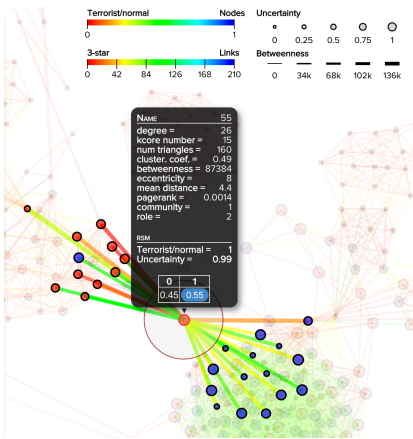 Terrorist/normal Nodes
0 1
3-star Links
0 42 84 126 168 210
Uncertainty
0 0.25 0.5 0.75 1
Betweenness
0 34k 68k 102k 136k
NAME 55
degree = 26
kcore number = 15
num triangles = 160
cluster. coef. = 0.49
betweenness = 87384
eccentricity = 8
mean distance = 4.4
pagerank = 0.0014
community = 1
role = 2
RSM
Terrorist/normal = 1
Uncertainty = 0.99
0 1
0.45 0.55